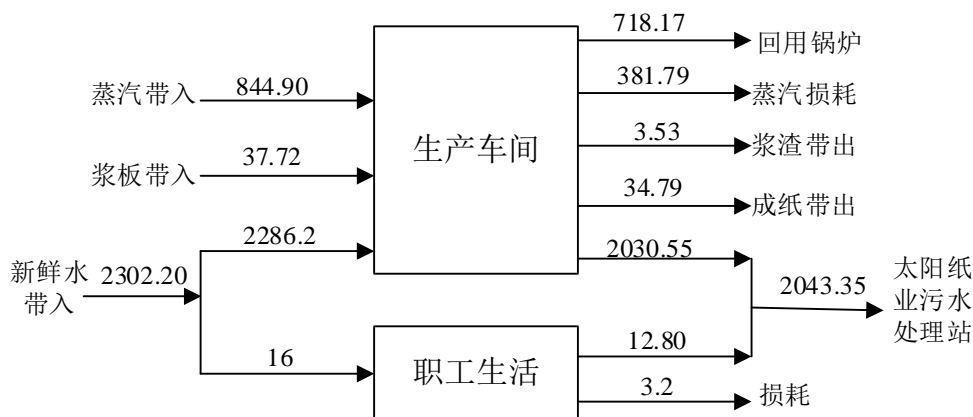 718.17
回用锅炉
蒸汽带入
844.90
381.79
蒸汽损耗
3.53
浆渣带出
生产车间
浆板带入
37.72
34.79
成纸带出
2286.2
2030.55
新鲜水
带入
2302.20
2043.35
太阳纸
业污水
处理站
16
职工生活
12.80
3.2
损耗